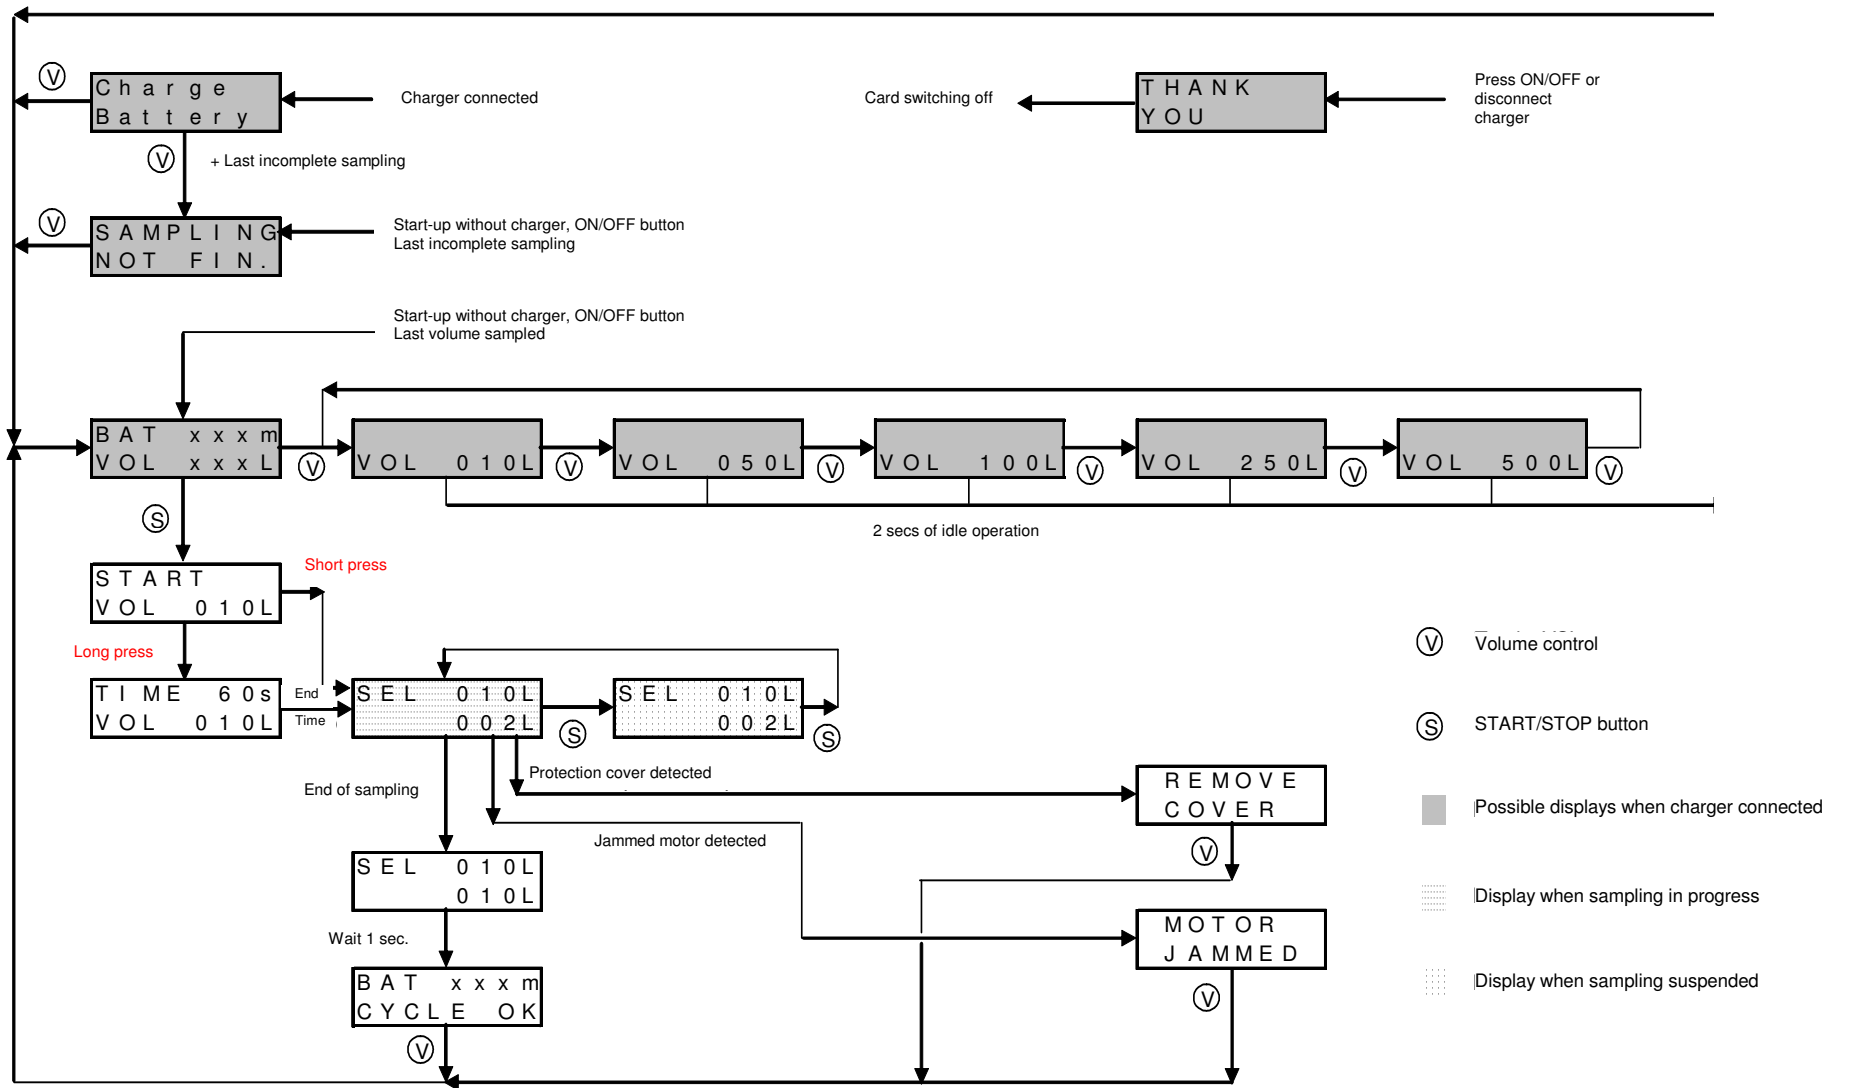 V
Charge
Battery
Charger connected
Card switching off
THANK
YOU
Press ON/OFF or
disconnect
charger
V
+ Last incomplete sampling
V
SAMPLING
NOT FIN.
Start-up without charger, ON/OFF button
Last incomplete sampling
Start-up without charger, ON/OFF button
Last volume sampled
BAT xxxm
VOL xxxL
V
VOL 010L
V
VOL 050L
V
VOL 100L
V
VOL 250L
V
VOL 500L
V
2 secs of idle operation
S
START
VOL 010L
Short press
Long press
TIME 60s
VOL 010L
End
Time
SEL 010L
002L
S
SEL 010L
002L
S
End of sampling
Protection cover detected
Jammed motor detected
REMOVE
COVER
V
SEL 010L
010L
Wait 1 sec.
MOTOR
JAMMED
V
BAT xxxm
CYCLE OK
V
V
Volume control
S
START/STOP button
Possible displays when charger connected
Display when sampling in progress
Display when sampling suspended